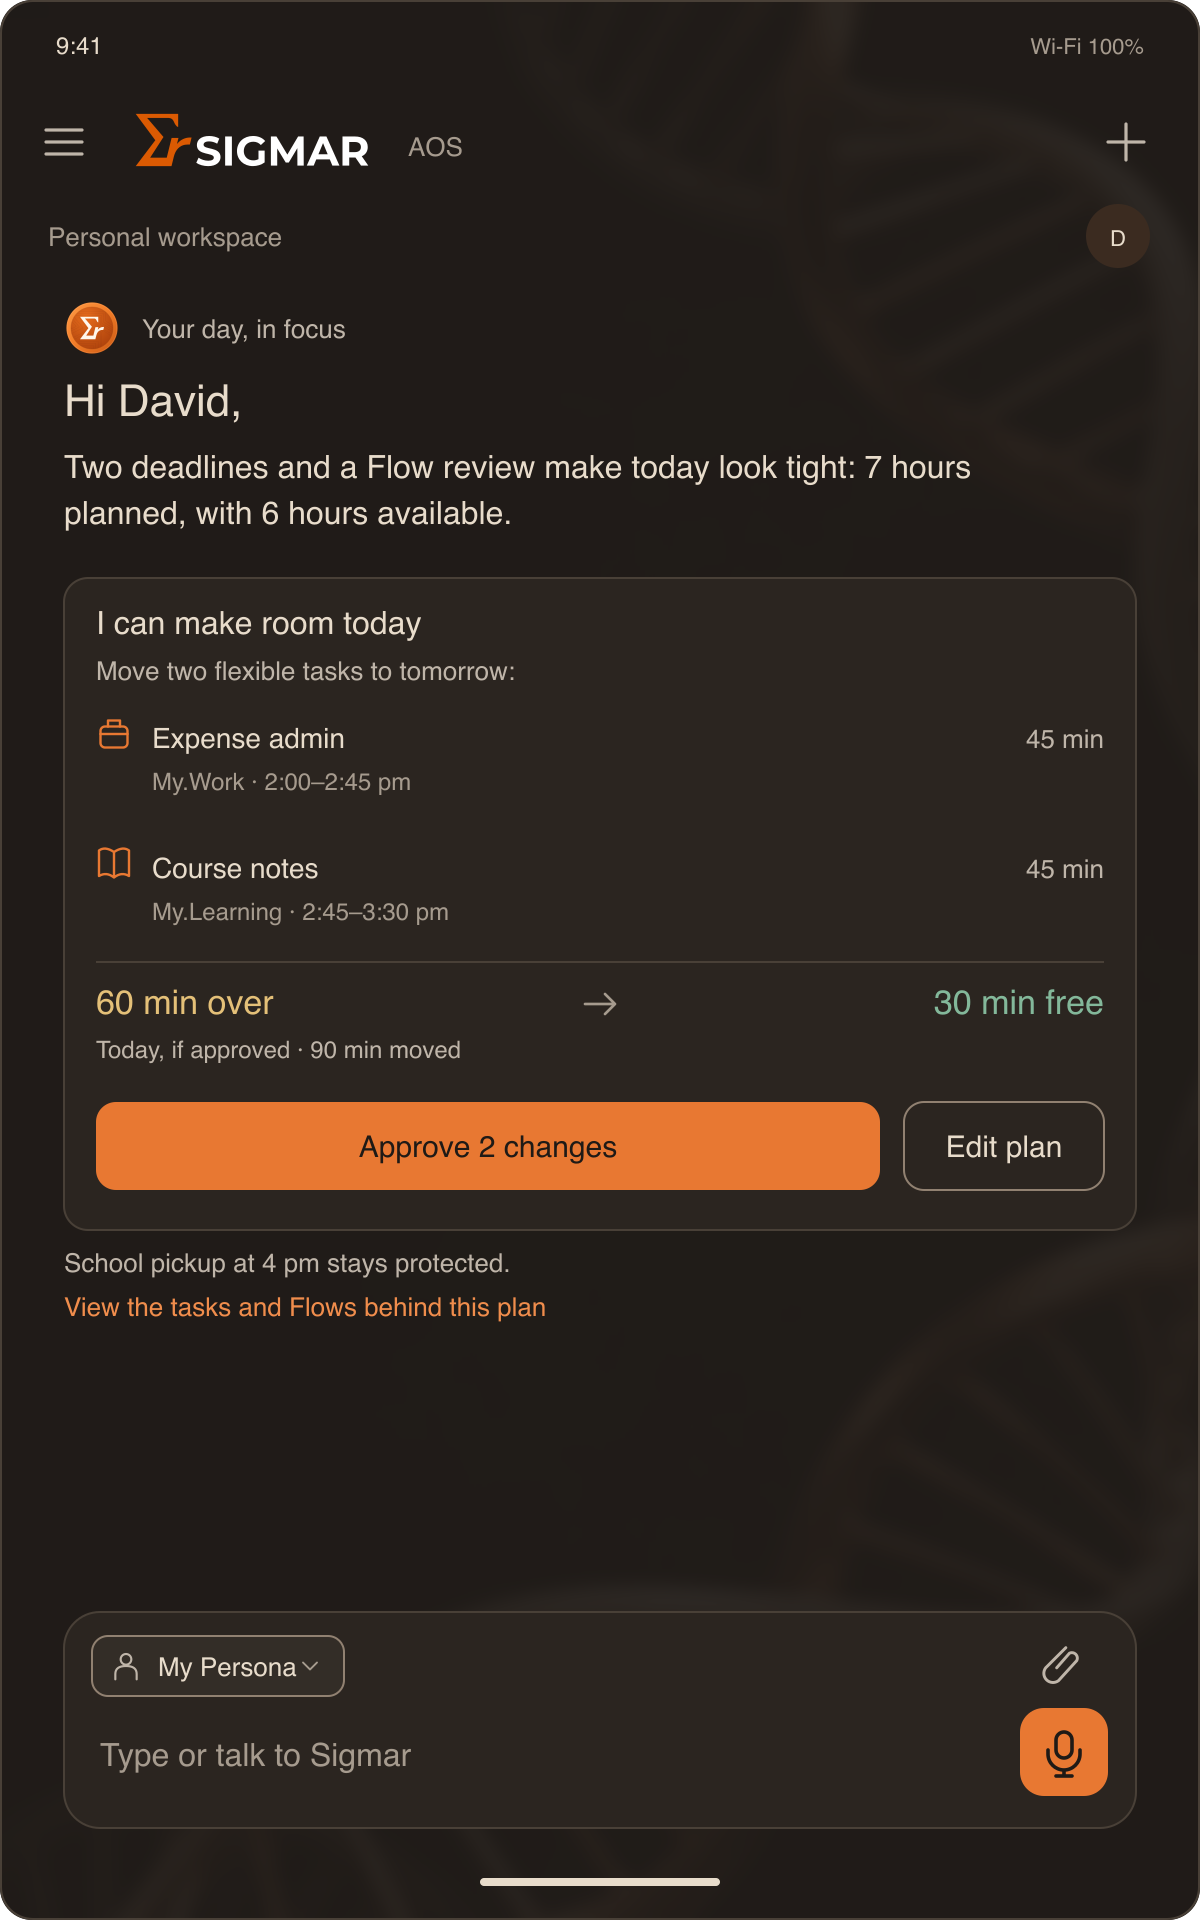 9:41
Wi-Fi 100%
Σr SIGMAR AOS
Personal workspace
D
Σr Your day, in focus
Hi David,
Two deadlines and a Flow review make today look tight: 7 hours
planned, with 6 hours available.
I can make room today
Move two flexible tasks to tomorrow:
Expense admin
45 min
My.Work · 2:00–2:45 pm
Course notes
45 min
My.Learning · 2:45–3:30 pm
60 min over → 30 min free
Today, if approved · 90 min moved
Approve 2 changes
Edit plan
School pickup at 4 pm stays protected.
View the tasks and Flows behind this plan
My Persona
Type or talk to Sigmar